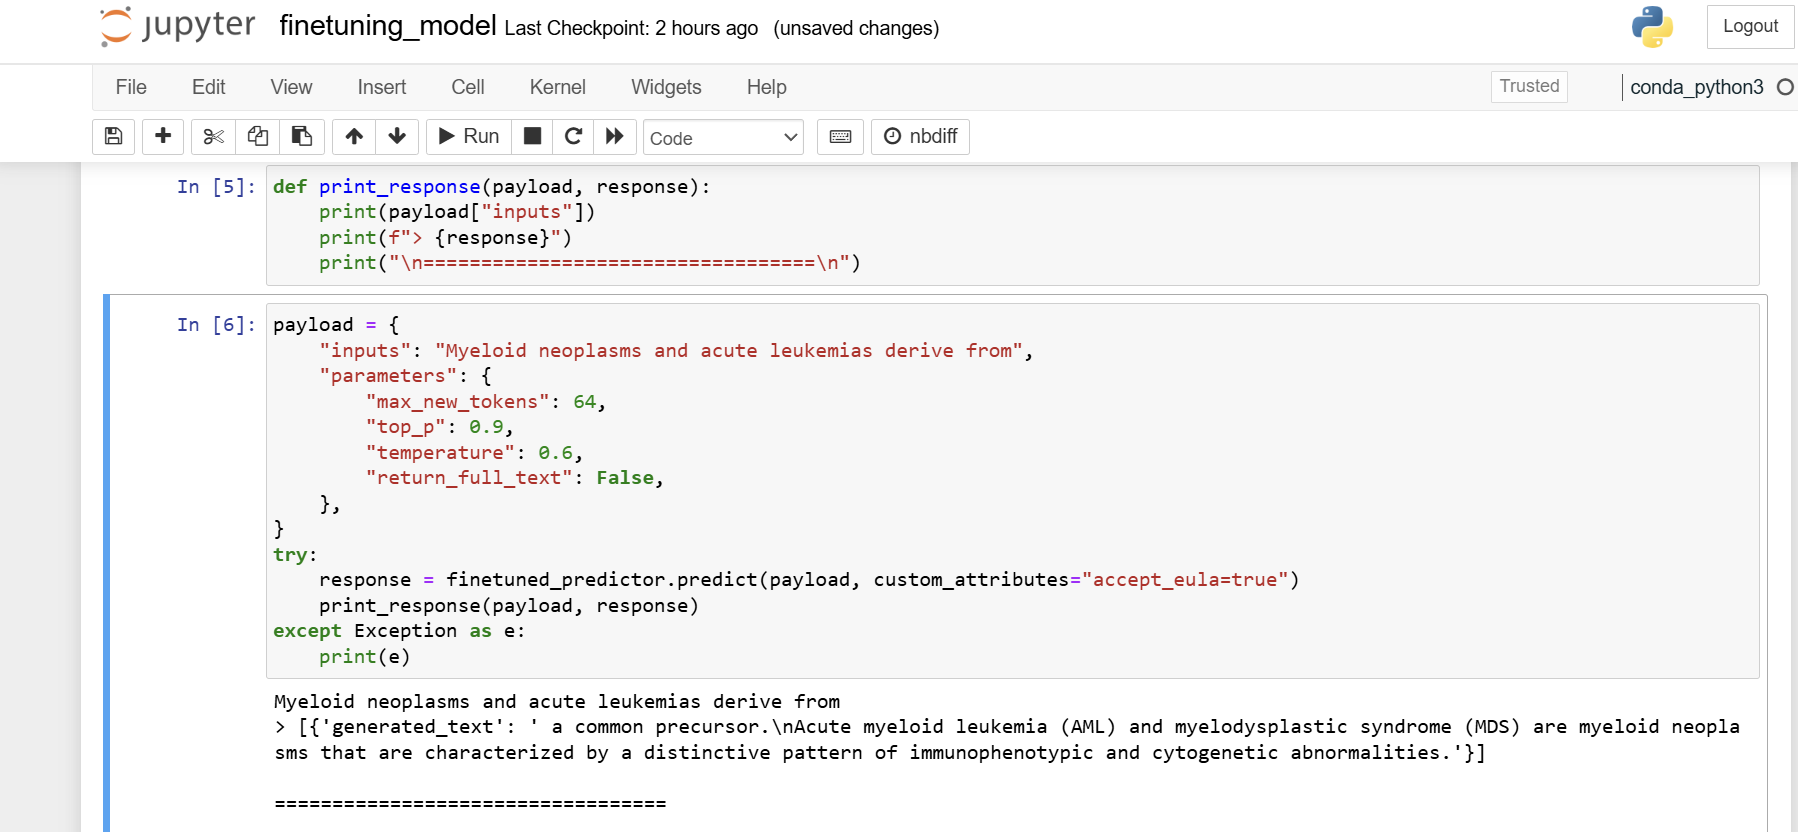 jupyter finetuning_model Last Checkpoint: 2 hours ago (unsaved changes) Logout
File Edit View Insert Cell Kernel Widgets Help Trusted conda_python3
Run Code nbdiff
In [5]: def print_response(payload, response):
    print(payload["inputs"])
    print(f"> {response}")
    print("\n==================================\n")
In [6]: payload = {
    "inputs": "Myeloid neoplasms and acute leukemias derive from",
    "parameters": {
        "max_new_tokens": 64,
        "top_p": 0.9,
        "temperature": 0.6,
        "return_full_text": False,
    },
}
try:
    response = finetuned_predictor.predict(payload, custom_attributes="accept_eula=true")
    print_response(payload, response)
except Exception as e:
    print(e)
Myeloid neoplasms and acute leukemias derive from
> [{'generated_text': ' a common precursor.\nAcute myeloid leukemia (AML) and myelodysplastic syndrome (MDS) are myeloid neopla
sms that are characterized by a distinctive pattern of immunophenotypic and cytogenetic abnormalities.'}]
==================================